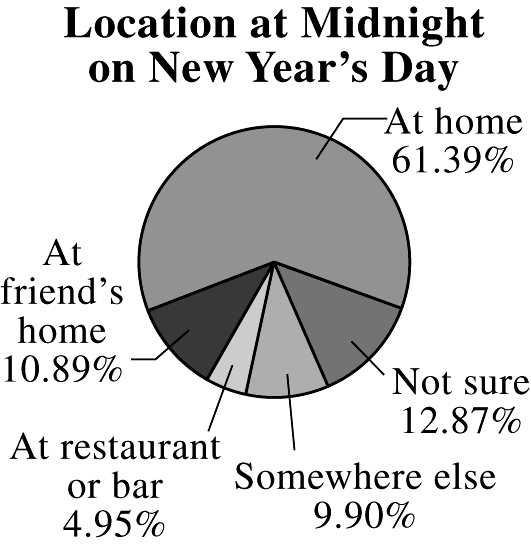 Location at Midnight
on New Year's Day
At home
61.39%
At
friend's
home
10.89%
Not sure
12.87%
At restaurant
or bar
4.95%
Somewhere else
9.90%